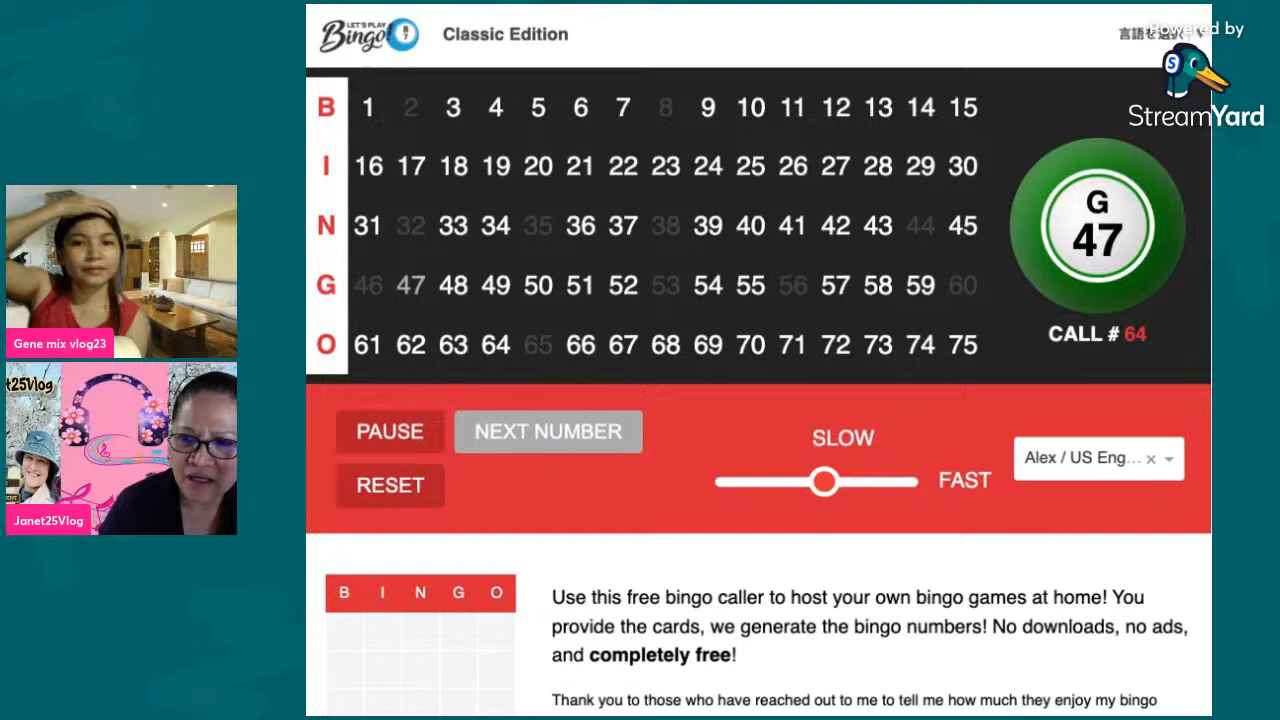 LET'S PLAY
Bingo!
B
7
Classic Edition
言語を選択
Powered by
S
StreamYard
B 1 2 3 4 5 6 7 8 9 10 11 12 13 14 15
I 16 17 18 19 20 21 22 23 24 25 26 27 28 29 30
N 31 32 33 34 35 36 37 38 39 40 41 42 43 44 45
G 46 47 48 49 50 51 52 53 54 55 56 57 58 59 60
O 61 62 63 64 65 66 67 68 69 70 71 72 73 74 75
G
47
CALL # 64
Gene mix vlog23
et25Vlog
Janet25Vlog
PAUSE
NEXT NUMBER
RESET
SLOW
FAST
Alex / US Eng...
B I N G O
Use this free bingo caller to host your own bingo games at home! You
provide the cards, we generate the bingo numbers! No downloads, no ads,
and completely free!
Thank you to those who have reached out to me to tell me how much they enjoy my bingo